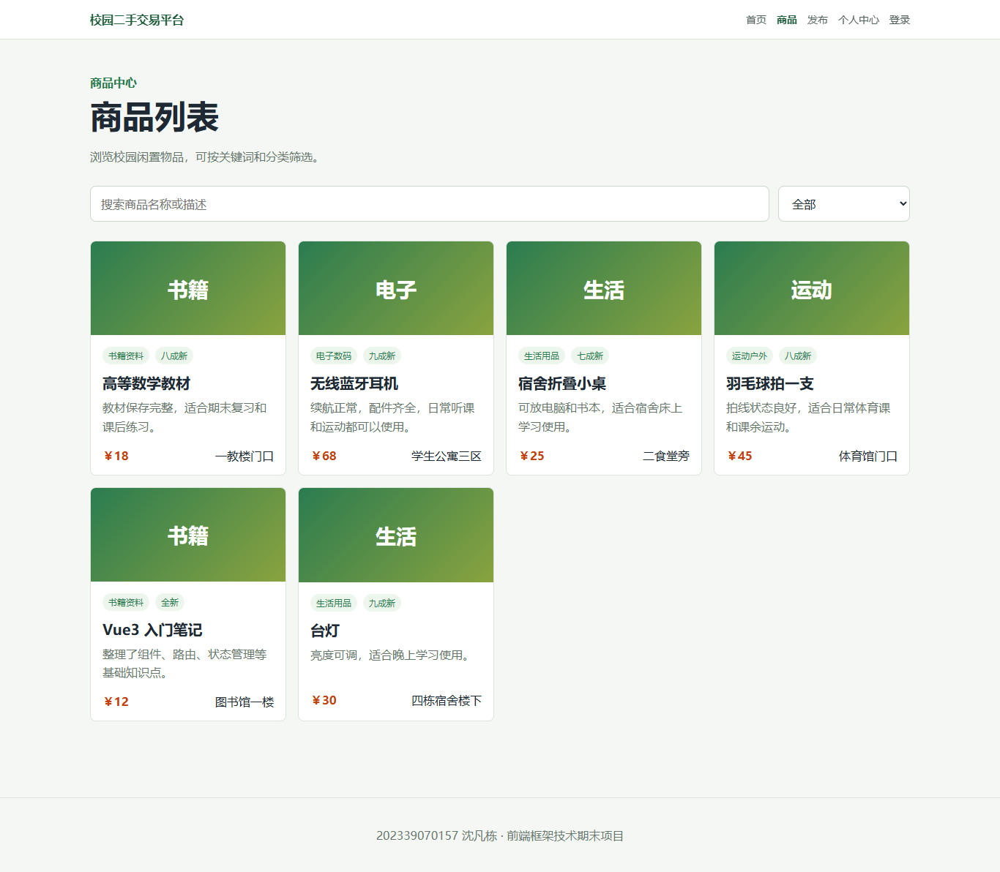 校园二手交易平台
首页 商品 发布 个人中心 登录
商品中心
商品列表
浏览校园闲置物品，可按关键词和分类筛选。
搜索商品名称或描述
全部
书籍
书籍资料 八成新
高等数学教材
教材保存完整，适合期末复习和
课后练习。
￥18 一教楼门口
电子
电子数码 九成新
无线蓝牙耳机
续航正常，配件齐全，日常听课
和运动都可以使用。
￥68 学生公寓三区
生活
生活用品 七成新
宿舍折叠小桌
可放电脑和书本，适合宿舍床上
学习使用。
￥25 二食堂旁
运动
运动户外 八成新
羽毛球拍一支
拍线状态良好，适合日常体育课
和课余运动。
￥45 体育馆门口
书籍
书籍资料 全新
Vue3 入门笔记
整理了组件、路由、状态管理等
基础知识点。
￥12 图书馆一楼
生活
生活用品 九成新
台灯
亮度可调，适合晚上学习使用。
￥30 四栋宿舍楼下
202339070157 沈凡栋 · 前端框架技术期末项目